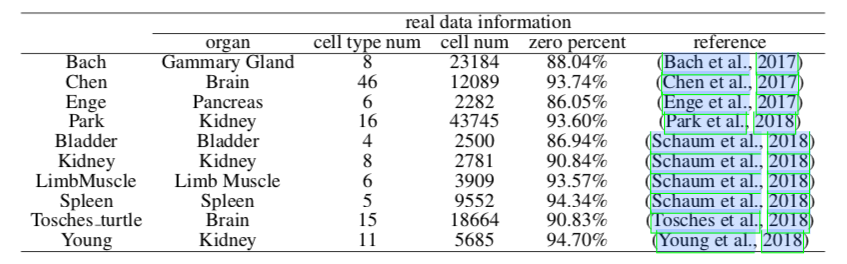 real data information
organ cell type num cell num zero percent reference
Bach Gammary Gland 8 23184 88.04% (Bach et al., 2017)
Chen Brain 46 12089 93.74% (Chen et al., 2017)
Enge Pancreas 6 2282 86.05% (Enge et al., 2017)
Park Kidney 16 43745 93.60% (Park et al., 2018)
Bladder Bladder 4 2500 86.94% (Schaum et al., 2018)
Kidney Kidney 8 2781 90.84% (Schaum et al., 2018)
LimbMuscle Limb Muscle 6 3909 93.57% (Schaum et al., 2018)
Spleen Spleen 5 9552 94.34% (Schaum et al., 2018)
Tosches_turtle Brain 15 18664 90.83% (Tosches et al., 2018)
Young Kidney 11 5685 94.70% (Young et al., 2018)